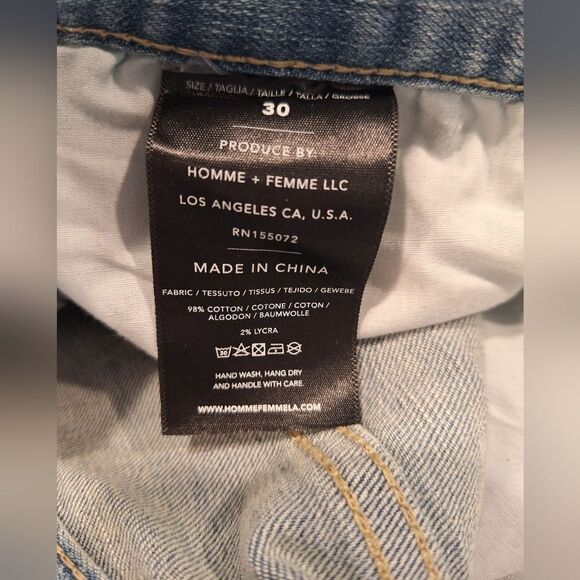 SIZE / TAGLIA / TAILLE / TALLA / GRÖSSE
30
PRODUCE BY
HOMME + FEMME LLC
LOS ANGELES CA, U.S.A.
RN155072
MADE IN CHINA
FABRIC / TESSUTO / TISSUS / TEJIDO / GEWEBE
98% COTTON / COTONE / COTON /
ALGODON / BAUMWOLLE
2% LYCRA
30
HAND WASH, HANG DRY
AND HANDLE WITH CARE.
WWW.HOMMEFEMMELA.COM